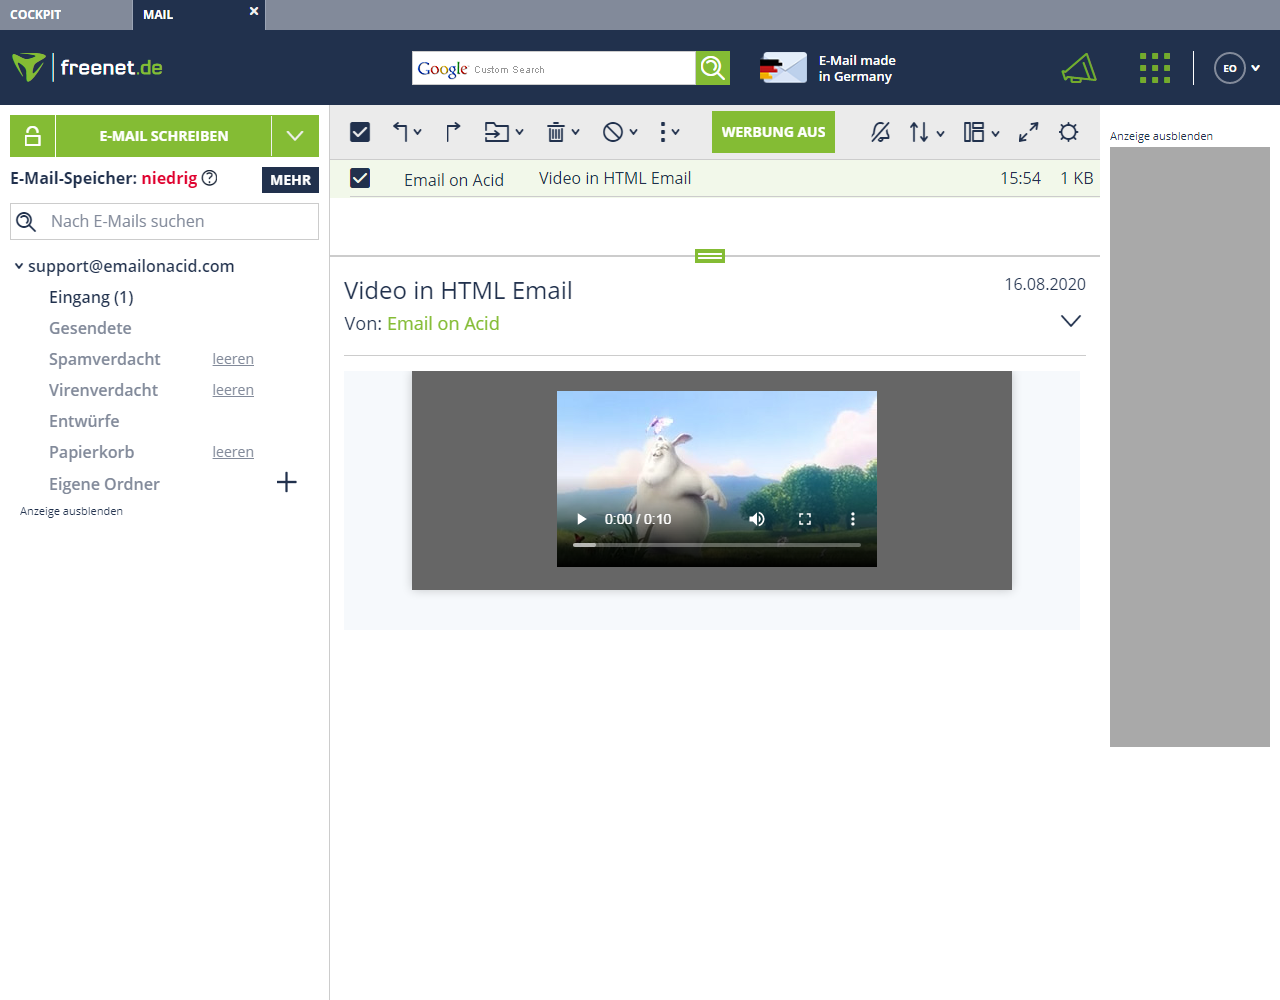 COCKPIT
MAIL
freenet.de
Google Custom Search
E-Mail made
in Germany
EO
E-MAIL SCHREIBEN
WERBUNG AUS
Anzeige ausblenden
E-Mail-Speicher: niedrig
MEHR
Email on Acid Video in HTML Email 15:54 1 KB
Nach E-Mails suchen
support@emailonacid.com
Eingang (1)
Gesendete
Spamverdacht leeren
Virenverdacht leeren
Entwürfe
Papierkorb leeren
Eigene Ordner
Anzeige ausblenden
Video in HTML Email
16.08.2020
Von: Email on Acid
0:00 / 0:10